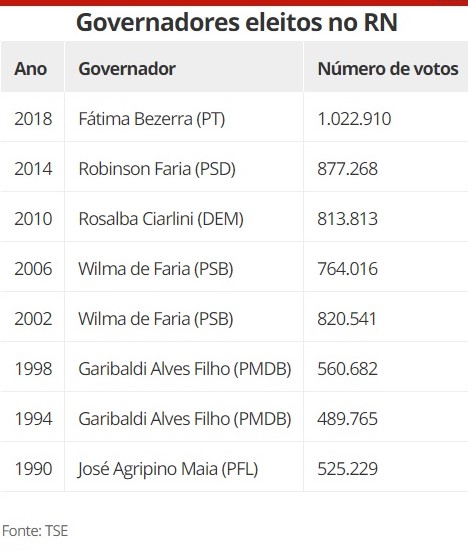 Governadores eleitos no RN
Ano Governador Número de votos
2018 Fátima Bezerra (PT) 1.022.910
2014 Robinson Faria (PSD) 877.268
2010 Rosalba Ciarlini (DEM) 813.813
2006 Wilma de Faria (PSB) 764.016
2002 Wilma de Faria (PSB) 820.541
1998 Garibaldi Alves Filho (PMDB) 560.682
1994 Garibaldi Alves Filho (PMDB) 489.765
1990 José Agripino Maia (PFL) 525.229
Fonte: TSE